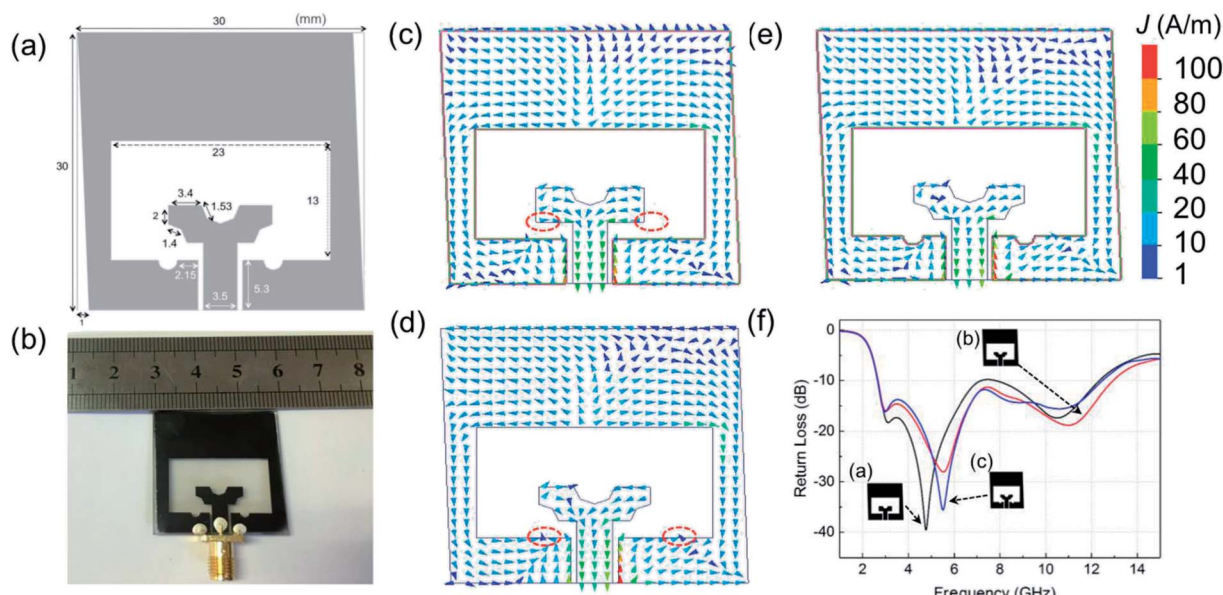 (a)
30
(mm)
30
23
13
3.4
1.53
2
1.4
2.15
3.5
5.3
1
(b)
1 2 3 4 5 6 7 8
(c)
(d)
(e)
J (A/m)
100
80
60
40
20
10
1
(f)
0
-10
-20
-30
-40
Return Loss (dB)
2 4 6 8 10 12 14
Frequency (GHz)
(b)
(a)
(c)